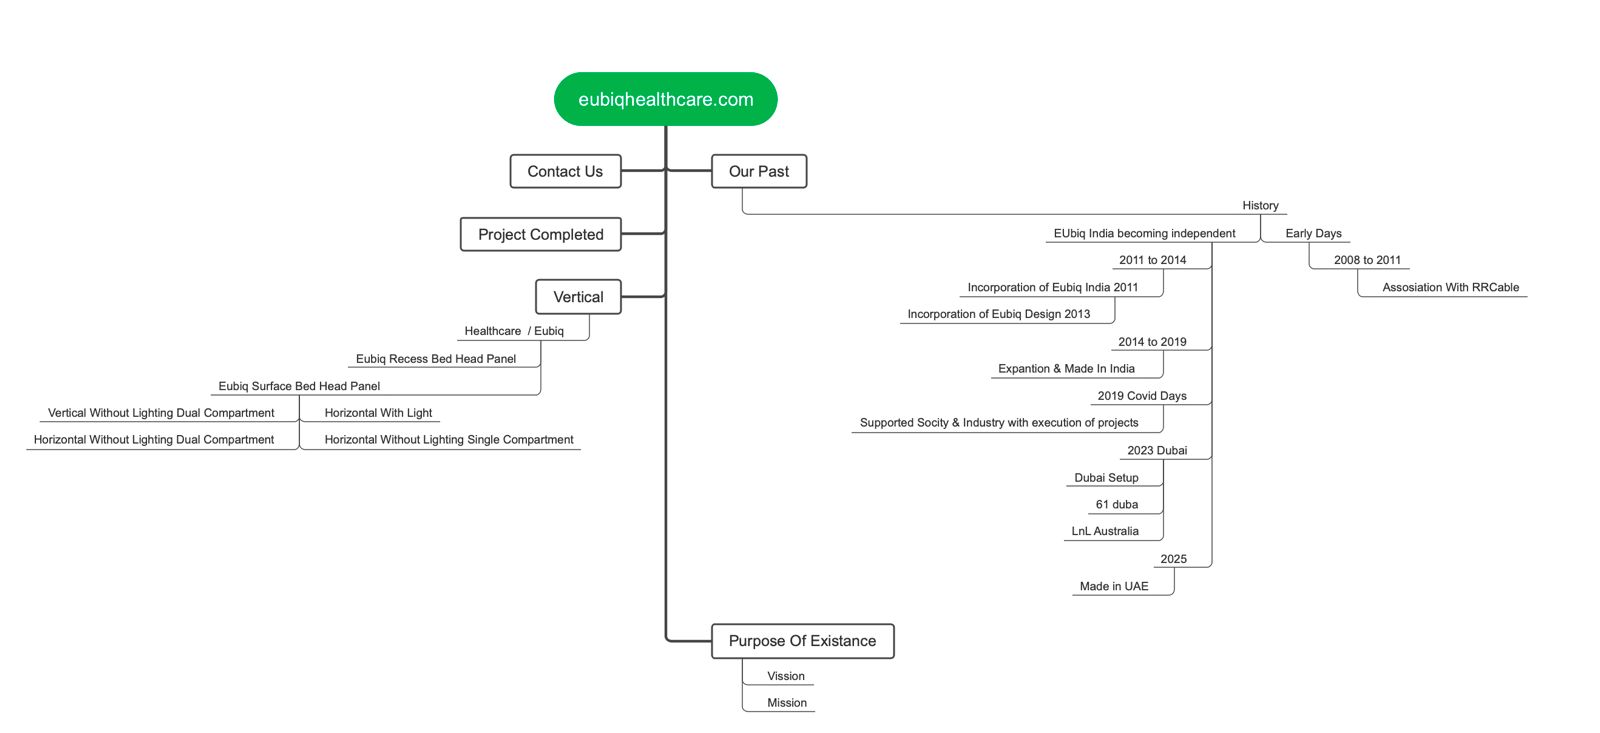 eubiqhealthcare.com
Contact Us
Our Past
History
EUbiq India becoming independent
Early Days
2011 to 2014
2008 to 2011
Incorporation of Eubiq India 2011
Assosiation With RRCable
Incorporation of Eubiq Design 2013
2014 to 2019
Expantion & Made In India
2019 Covid Days
Supported Socity & Industry with execution of projects
2023 Dubai
Dubai Setup
61 duba
LnL Australia
2025
Made in UAE
Project Completed
Vertical
Healthcare / Eubiq
Eubiq Recess Bed Head Panel
Eubiq Surface Bed Head Panel
Vertical Without Lighting Dual Compartment
Horizontal With Light
Horizontal Without Lighting Dual Compartment
Horizontal Without Lighting Single Compartment
Purpose Of Existance
Vission
Mission